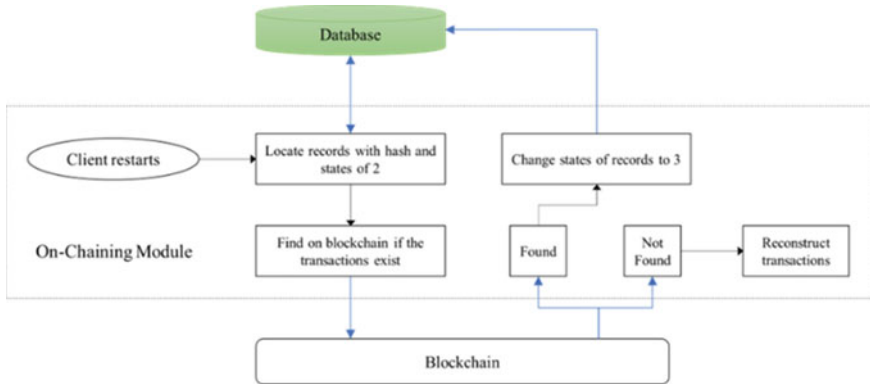 Database
Client restarts
Locate records with hash and
states of 2
Change states of records to 3
On-Chaining Module
Find on blockchain if the
transactions exist
Found
Not
Found
Reconstruct
transactions
Blockchain